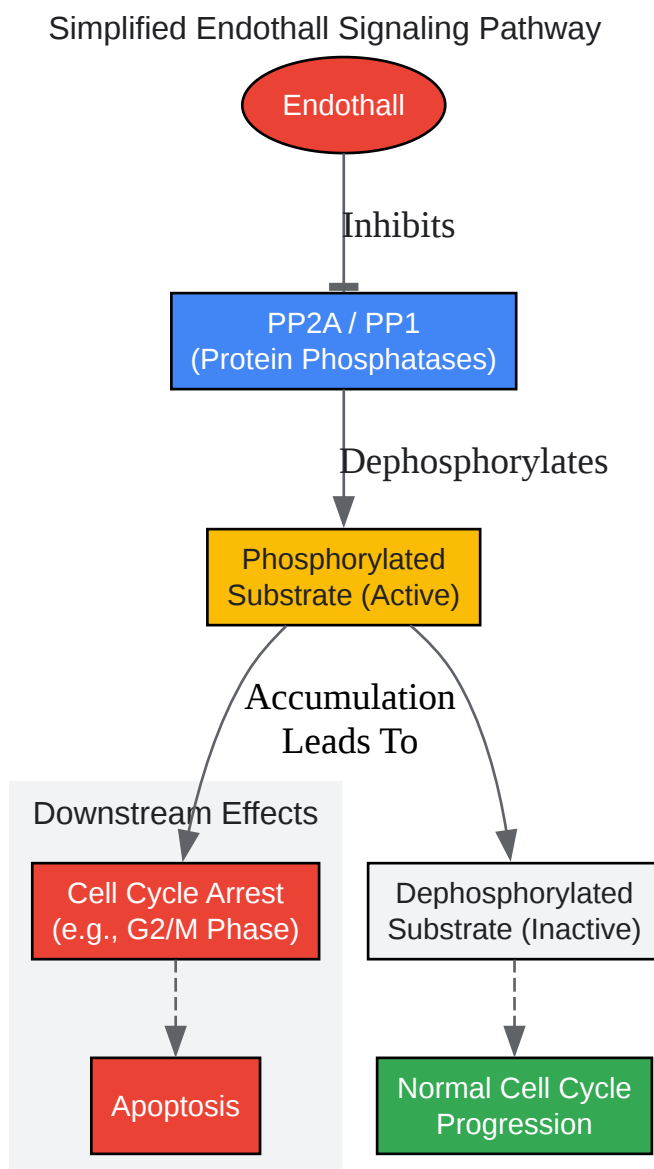 Simplified Endothall Signaling Pathway
Endothall
Inhibits
PP2A / PP1
(Protein Phosphatases)
Dephosphorylates
Phosphorylated
Substrate (Active)
Accumulation
Leads To
Downstream Effects
Cell Cycle Arrest
(e.g., G2/M Phase)
Dephosphorylated
Substrate (Inactive)
Apoptosis
Normal Cell Cycle
Progression